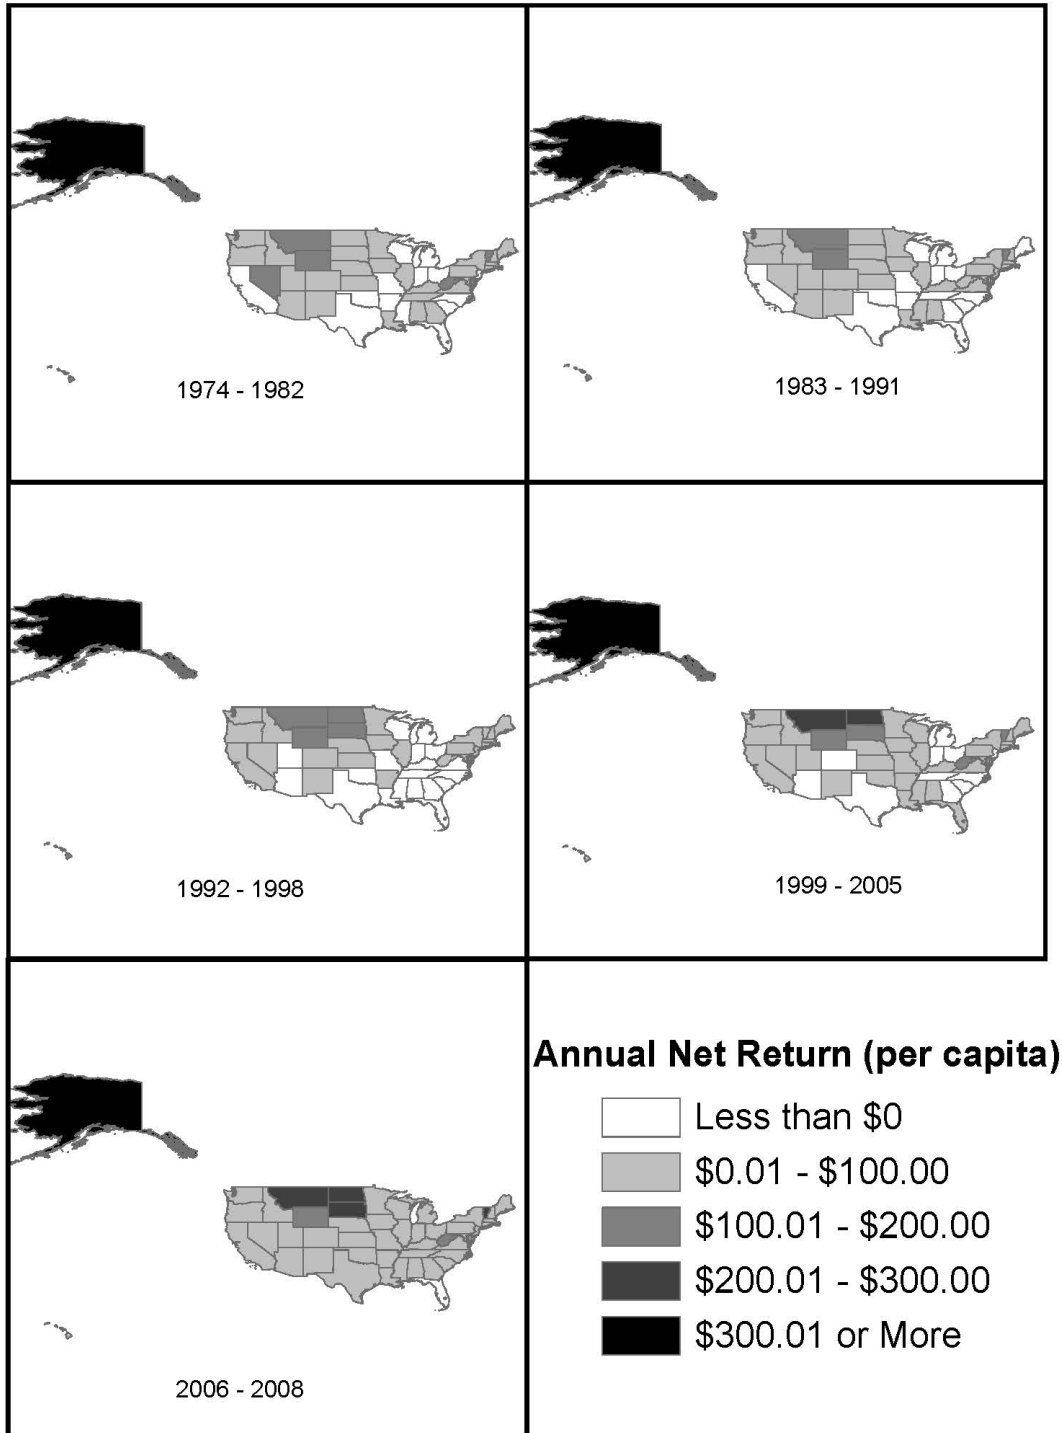 1974 - 1982
1983 - 1991
1992 - 1998
1999 - 2005
2006 - 2008
Annual Net Return (per capita)
Less than $0
$0.01 - $100.00
$100.01 - $200.00
$200.01 - $300.00
$300.01 or More